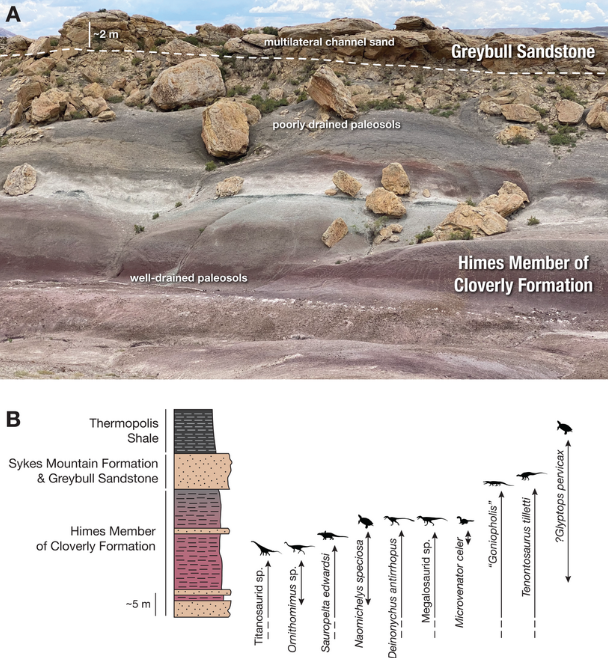 A
~2 m
multilateral channel sand
Greybull Sandstone
poorly drained paleosols
well-drained paleosols
Himes Member of
Cloverly Formation
B
Thermopolis
Shale
Sykes Mountain Formation
& Greybull Sandstone
Himes Member
of Cloverly Formation
~5 m
Titanosaurid sp.
Ornithomimus sp.
Sauropelta edwardsi
Naomichelys speciosa
Deinonychus antirrhopus
Megalosaurid sp.
Microvenator celer
"Goniopholis"
Tenontosaurus tilletti
?Glyptops pervicax